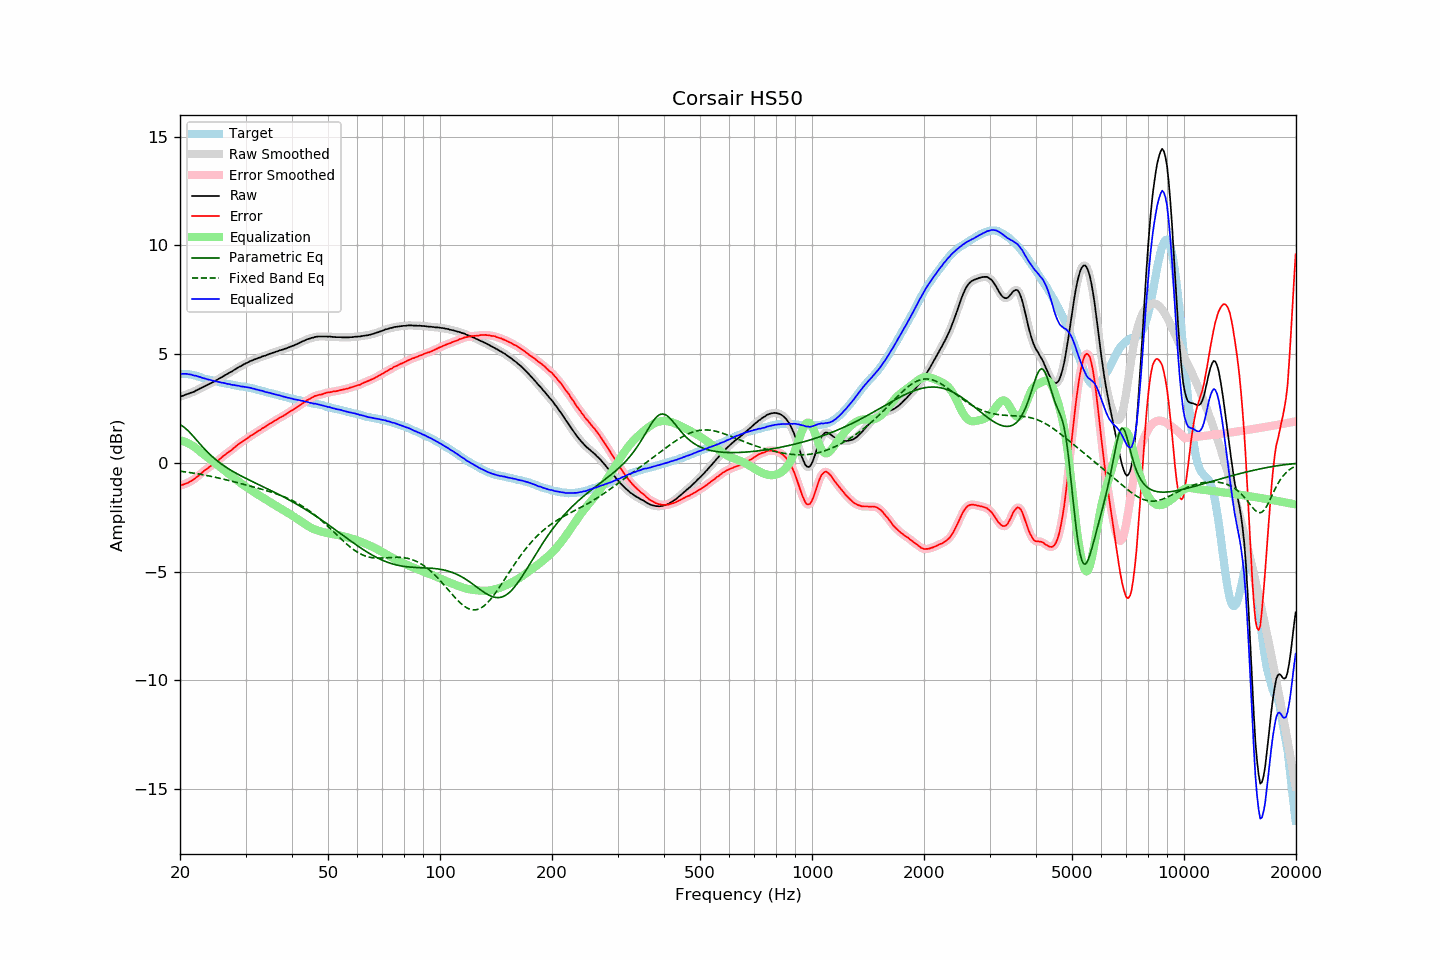 Corsair HS50
Target
Raw Smoothed
Error Smoothed
Raw
Error
Equalization
Parametric Eq
Fixed Band Eq
Equalized
15
10
5
0
−5
−10
−15
Amplitude (dBr)
20
50
100
200
500
1000
2000
5000
10000
20000
Frequency (Hz)